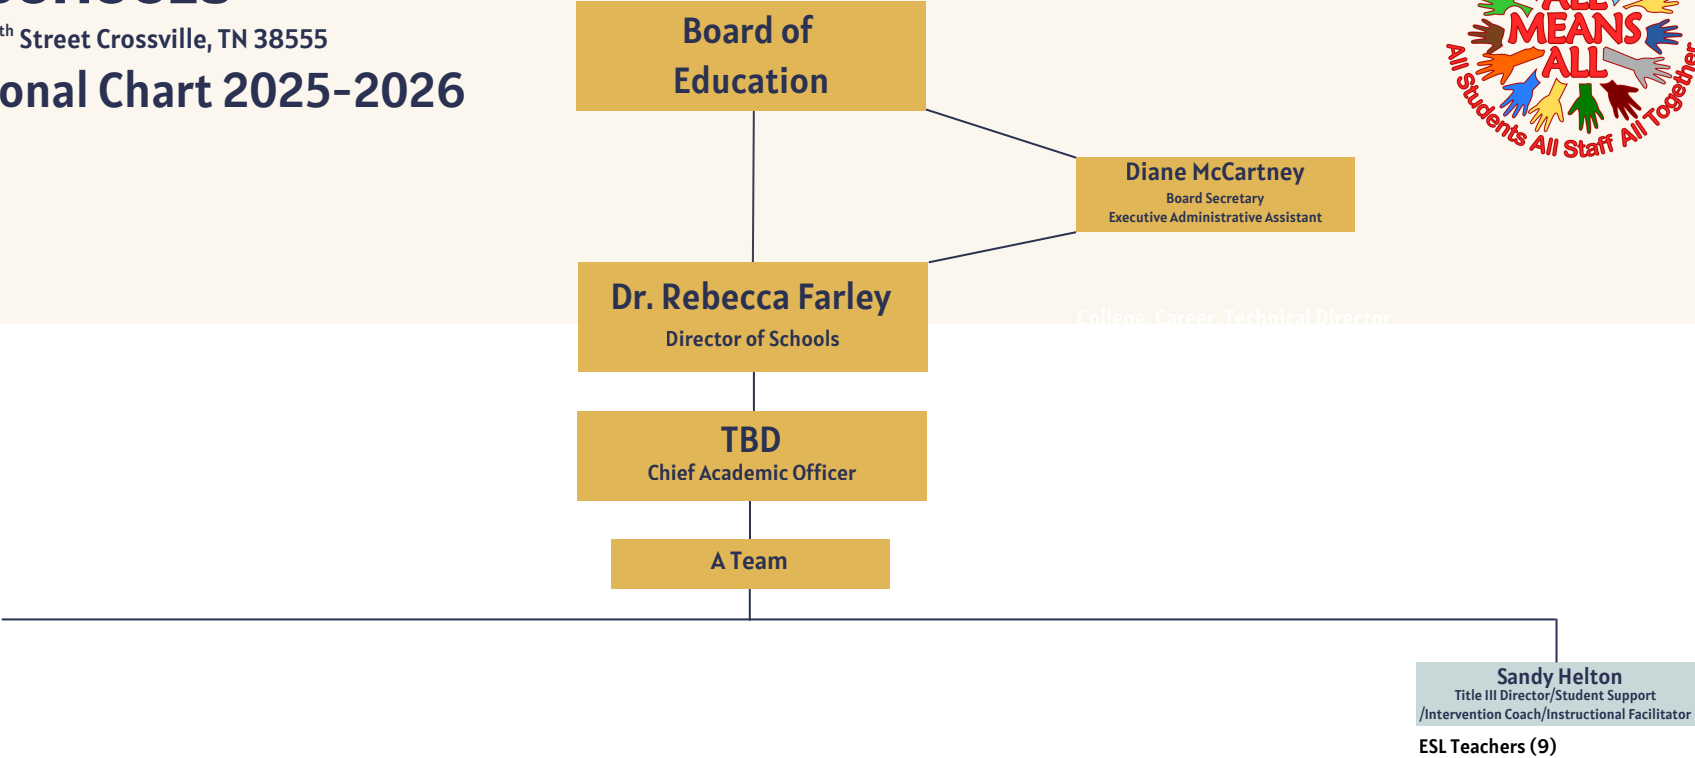 SCHOOLS
th Street Crossville, TN 38555
onal Chart 2025-2026
Board of
Education
ALL
MEANS
ALL
All Students All Staff All Together
Diane McCartney
Board Secretary
Executive Administrative Assistant
Dr. Rebecca Farley
Director of Schools
College, Career, Technical Director
TBD
Chief Academic Officer
A Team
Sandy Helton
Title III Director/Student Support
/Intervention Coach/Instructional Facilitator
ESL Teachers (9)